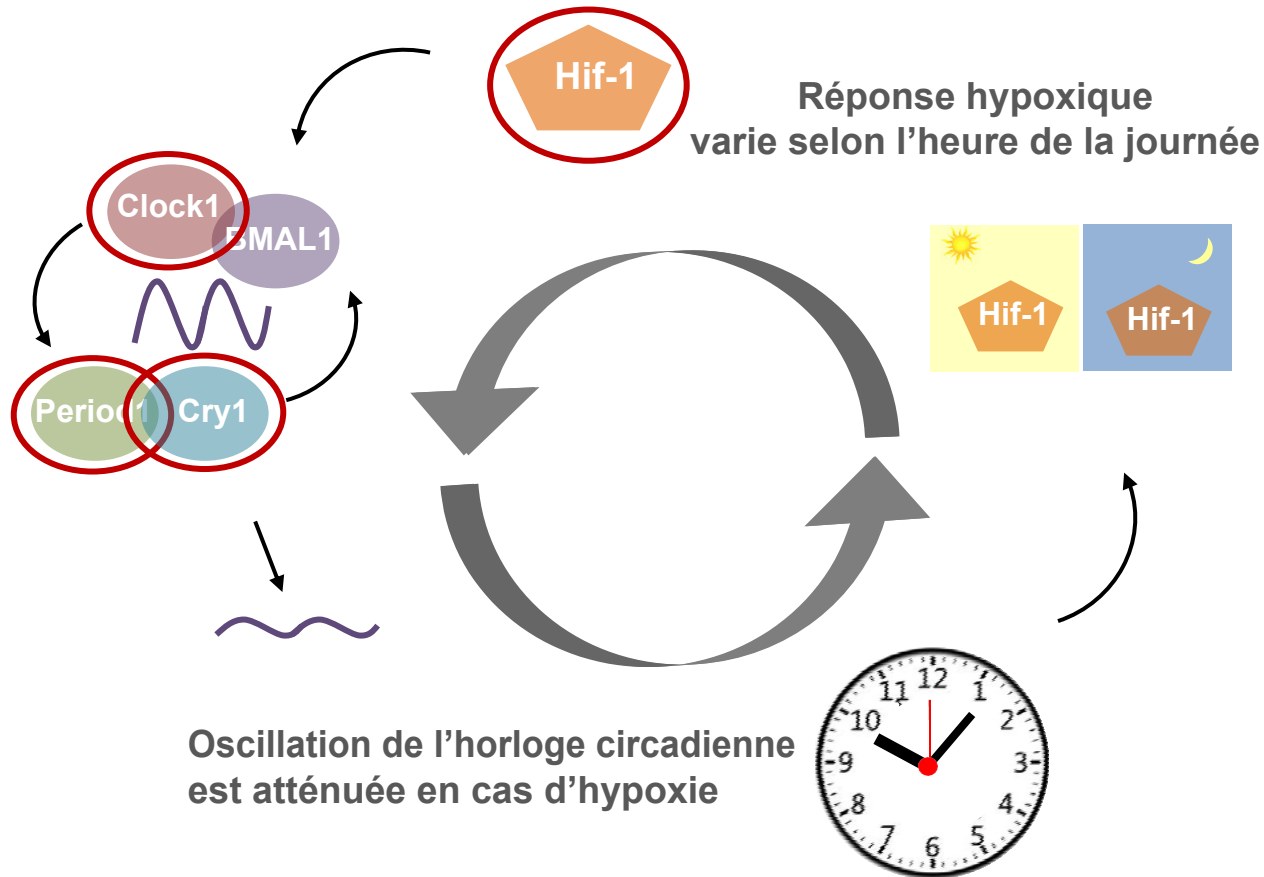 Hif-1
Réponse hypoxique
varie selon l’heure de la journée
Clock1
BMAL1
Hif-1
Hif-1
Period1
Cry1
Oscillation de l’horloge circadienne
est atténuée en cas d’hypoxie
12
1
2
3
4
5
6
7
8
9
10
11